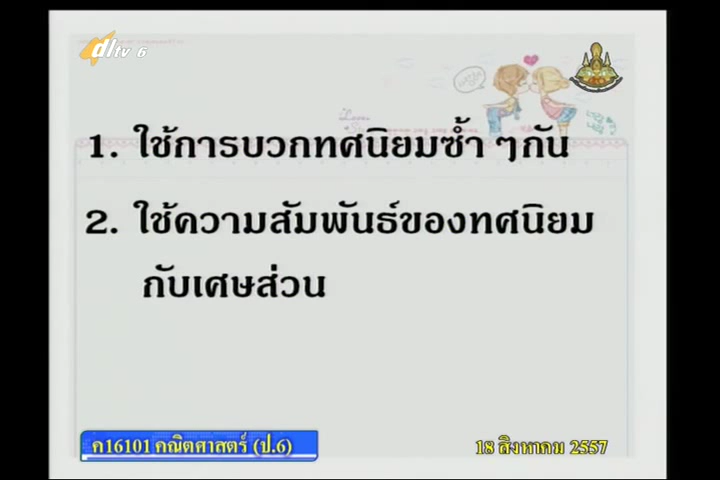 dltv 6
1. ใช้การบวกทศนิยมซ้ำ ๆ กัน
2. ใช้ความสัมพันธ์ของทศนิยม
กับเศษส่วน
ค16101 คณิตศาสตร์ (ป.6)
18 สิงหาคม 2557